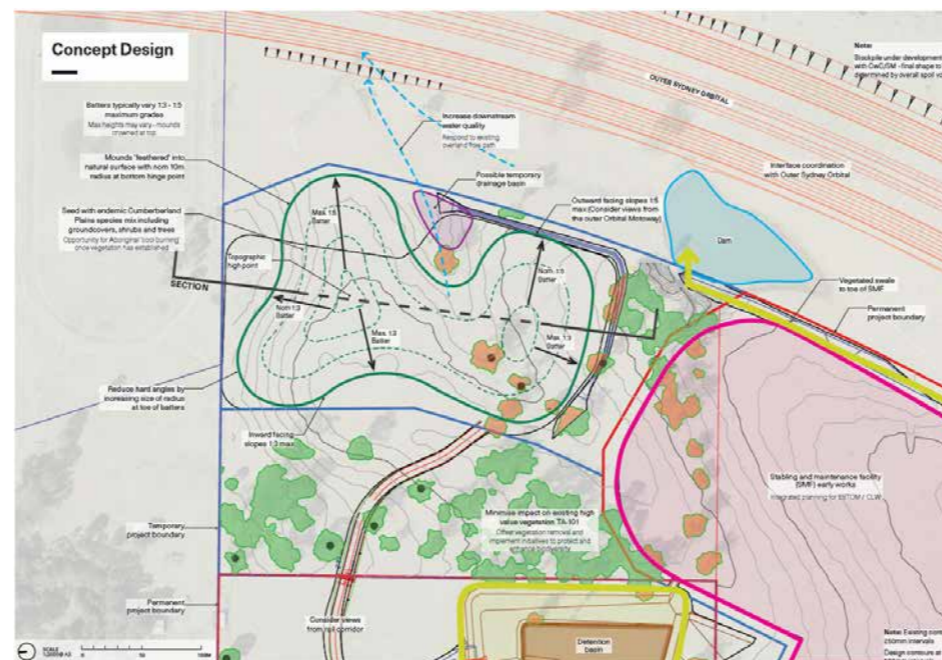 Concept Design
Note:
Stockpile under development
with OwC/SM - final shape to
determined by overall spoil
OUTER SYDNEY ORBITAL
Batters typically vary 1:3 - 1:5
maximum grades
Max heights may vary - mounds
crowned at top
Increase downstream
water quality
Respond to existing
overland flow path
Mounds 'feathered' into
natural surface with nom 10m
radius at bottom hinge point
Possible temporary
drainage basin
Interface coordination
with Outer Sydney Orbital
Seed with endemic Cumberland
Plains species mix including
groundcovers, shrubs and trees
Opportunity for Aboriginal 'cool burning'
once vegetation has established
Outward facing slopes 1:5
max (Consider views from
the outer Orbital Motorway)
Max. 1:5
Batter
Dam
Topographic
high point
Nom 1:5
Batter
SECTION
Vegetated swale
to toe of SMF
Nom 1:3
Batter
Permanent
project boundary
Max. 1:3
Batter
Max. 1:3
Batter
Reduce hard angles by
increasing size of radius
at toe of batters
Inward facing
slopes 1:3 max
Stabling and maintenance facility
(SMF) early works
Integrated planning for SSTOM / CLW
Minimise impact on existing high
value vegetation TA-101
Offset vegetation removal and
implement initiatives to protect and
enhance biodiversity
Temporary
project boundary
Permanent
project boundary
Consider views
from rail corridor
Detention
basin
SCALE
0
50
100m
Note: Existing
250mm intervals
Design contours at